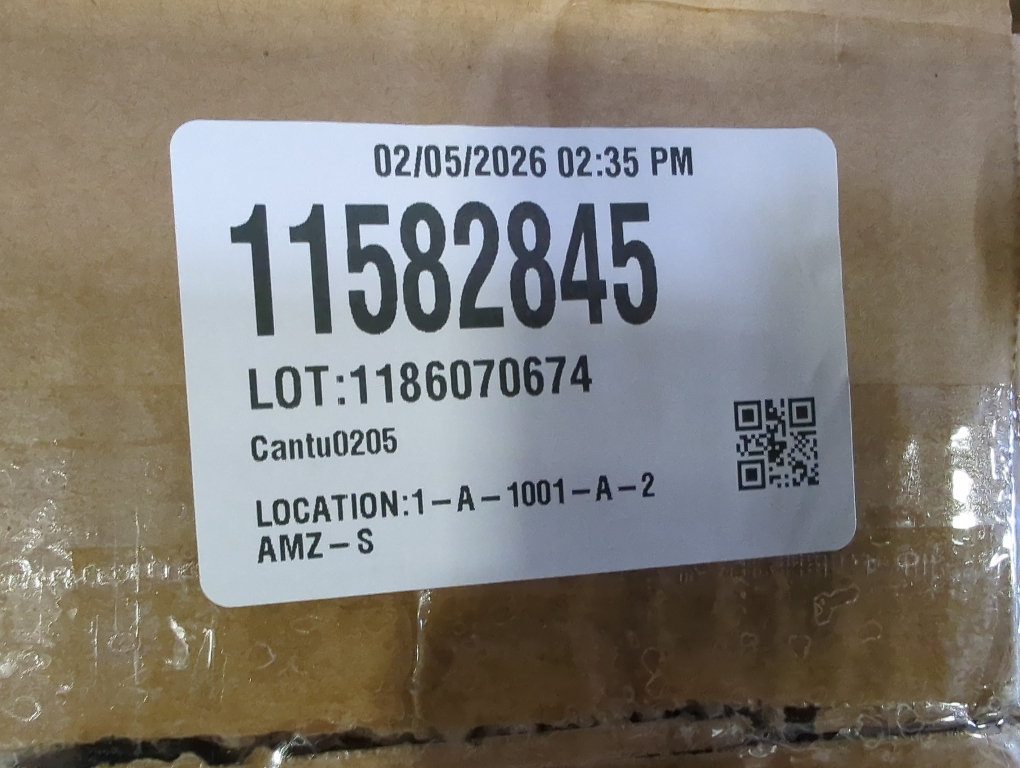 02/05/2026 02:35 PM
11582845
LOT:1186070674
Cantu0205
LOCATION:1-A-1001-A-2
AMZ-S